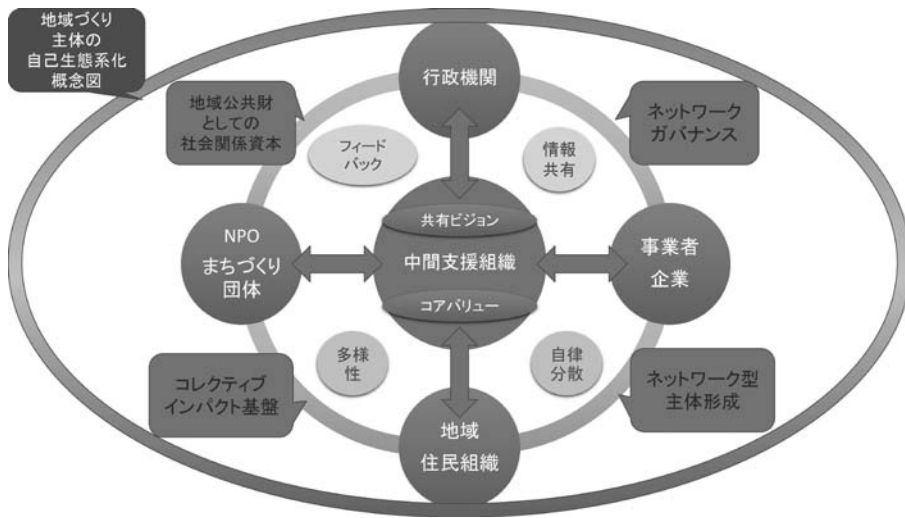 地域づくり
主体の
自己生態系化
概念図
行政機関
地域公共財
としての
社会関係資本
ネットワーク
ガバナンス
フィード
バック
情報
共有
共有ビジョン
NPO
まちづくり
団体
中間支援組織
事業者
企業
コアバリュー
多様
性
自律
分散
コレクティブ
インパクト基盤
ネットワーク型
主体形成
地域
住民組織